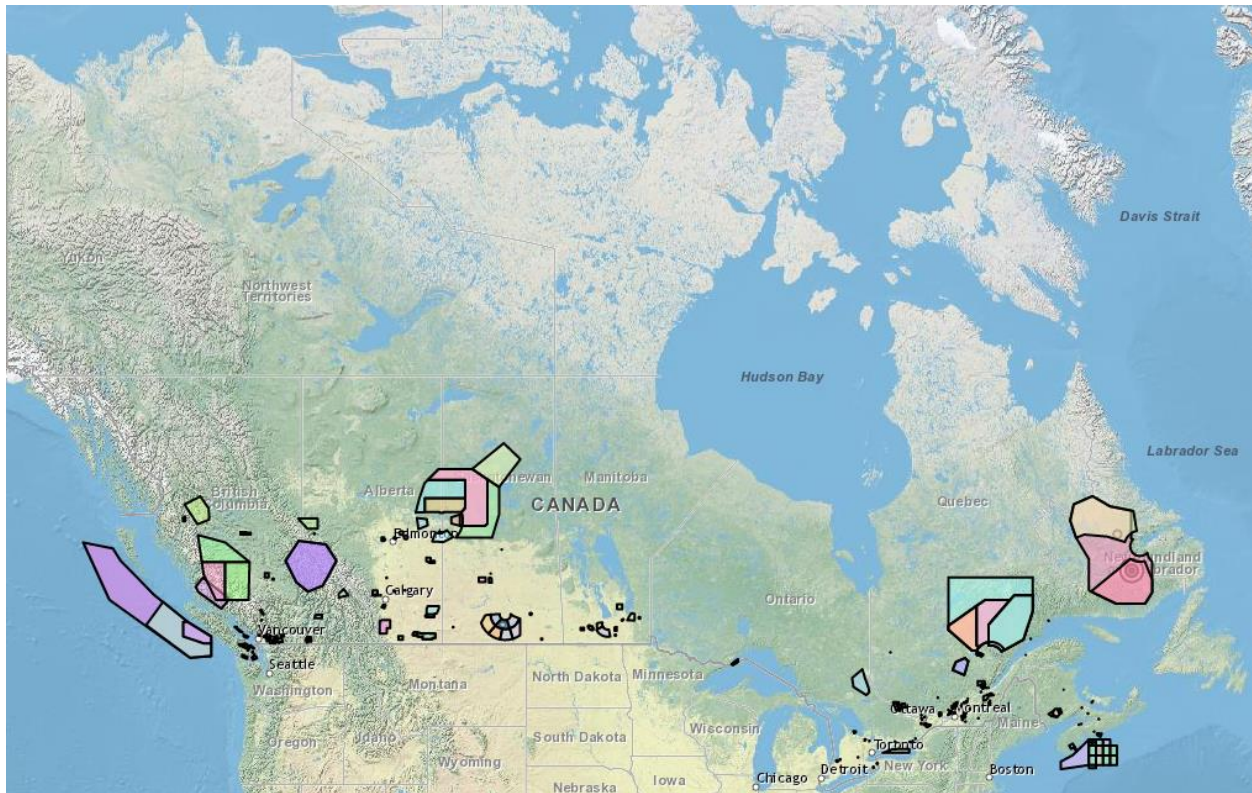 Davis Strait
Yukon
Northwest
Territories
Hudson Bay
Labrador Sea
British
Columbia
Alberta
Manitoba
Quebec
CANADA
Edmonton
Calgary
Ontario
Vancouver
Seattle
Washington
Montana
North Dakota
Minnesota
Ottawa
Montreal
Maine
Oregon
Idaho
South Dakota
Wisconsin
Toronto
Wyoming
Detroit
New York
Nebraska
Iowa
Chicago
Boston